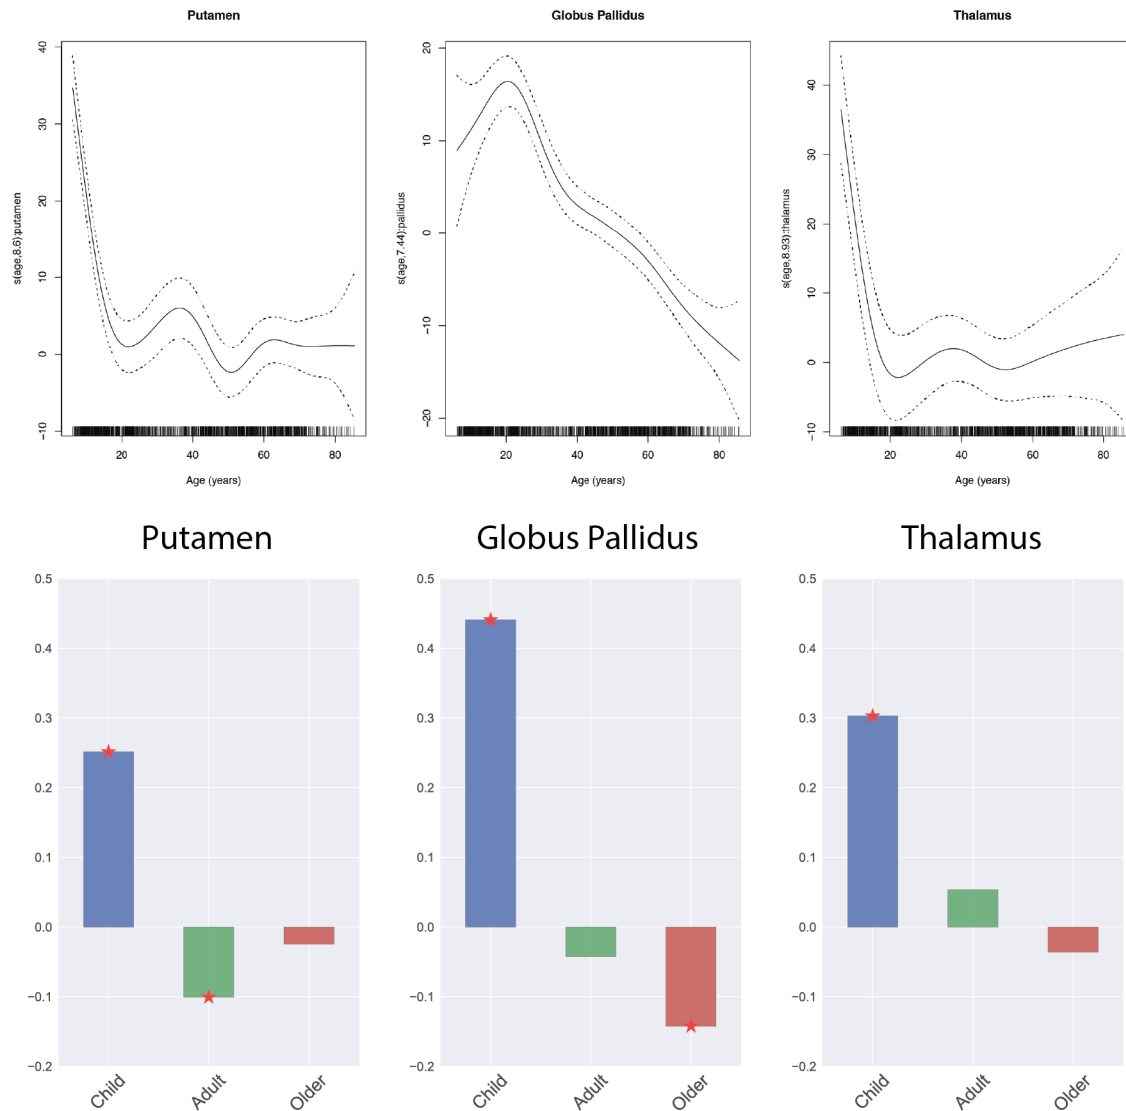 Putamen
Globus Pallidus
Thalamus
s(age,8.6):putamen
40
30
20
10
0
−10
20
40
60
80
Age (years)
s(age,7.44):pallidus
20
10
0
−10
−20
20
40
60
80
Age (years)
s(age,8.93):thalamus
40
30
20
10
0
−10
20
40
60
80
Age (years)
Putamen
Globus Pallidus
Thalamus
0.5
0.4
0.3
0.2
0.1
0.0
−0.1
−0.2
Child
Adult
Older
0.5
0.4
0.3
0.2
0.1
0.0
−0.1
−0.2
Child
Adult
Older
0.5
0.4
0.3
0.2
0.1
0.0
−0.1
−0.2
Child
Adult
Older